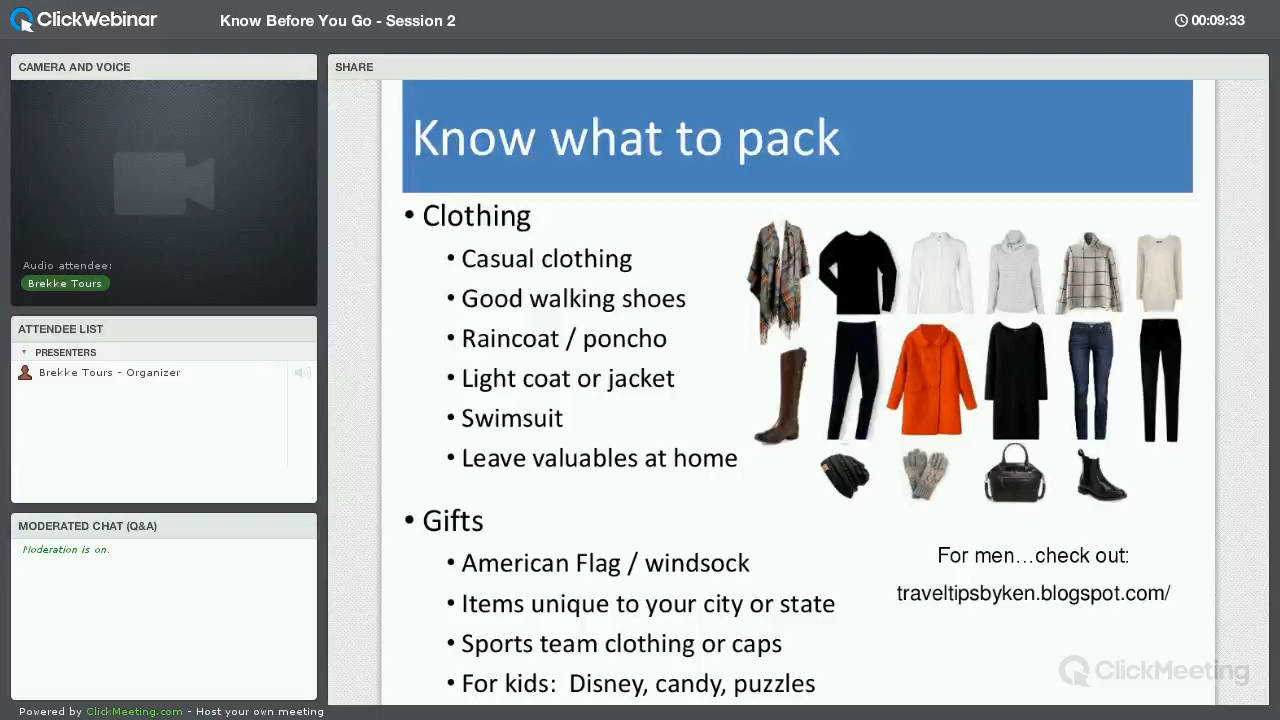 ClickWebinar
Know Before You Go - Session 2
00:09:33
CAMERA AND VOICE
Audio attendee:
Brekke Tours
ATTENDEE LIST
PRESENTERS
Brekke Tours - Organizer
MODERATED CHAT (Q&A)
Moderation is on.
Powered by ClickMeeting.com - Host your own meeting
SHARE
Know what to pack
• Clothing
• Casual clothing
• Good walking shoes
• Raincoat / poncho
• Light coat or jacket
• Swimsuit
• Leave valuables at home
• Gifts
• American Flag / windsock
• Items unique to your city or state
• Sports team clothing or caps
• For kids: Disney, candy, puzzles
For men...check out:
traveltipsbyken.blogspot.com/
ClickMeeting